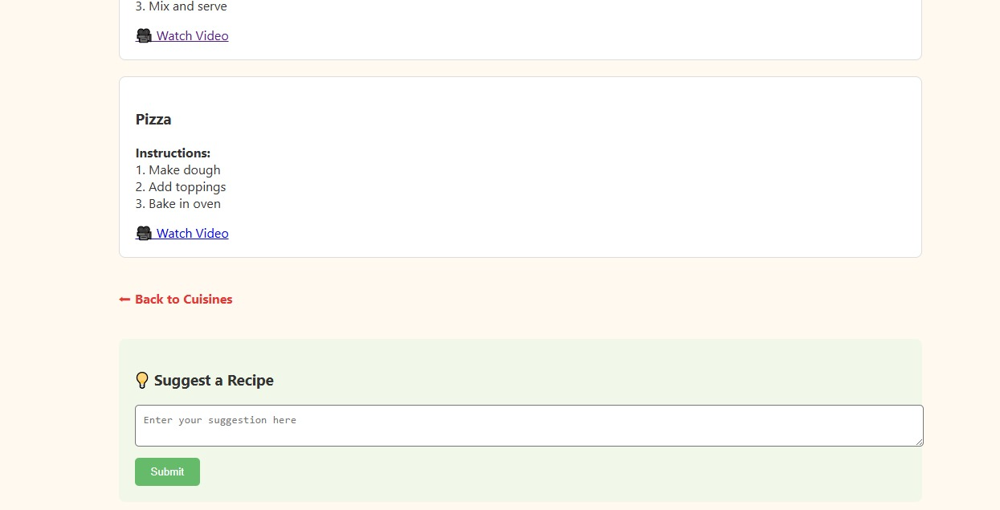 3. Mix and serve
🎥 Watch Video
Pizza
Instructions:
1. Make dough
2. Add toppings
3. Bake in oven
🎥 Watch Video
⬅ Back to Cuisines
💡 Suggest a Recipe
Enter your suggestion here
Submit